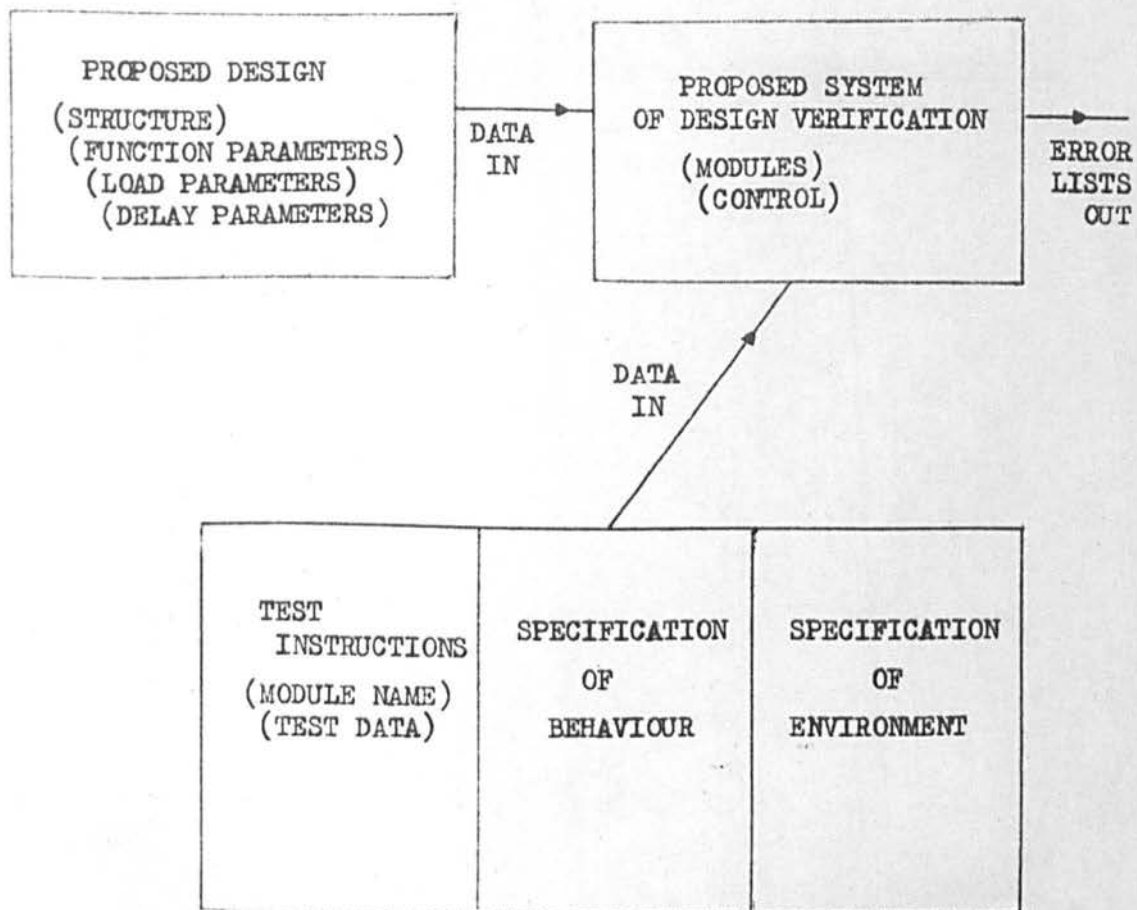 PROPOSED DESIGN
(STRUCTURE)
(FUNCTION PARAMETERS)
(LOAD PARAMETERS)
(DELAY PARAMETERS)
DATA
IN
PROPOSED SYSTEM
OF DESIGN VERIFICATION
(MODULES)
(CONTROL)
ERROR
LISTS
OUT
DATA
IN
TEST
INSTRUCTIONS
(MODULE NAME)
(TEST DATA)
SPECIFICATION
OF
BEHAVIOUR
SPECIFICATION
OF
ENVIRONMENT